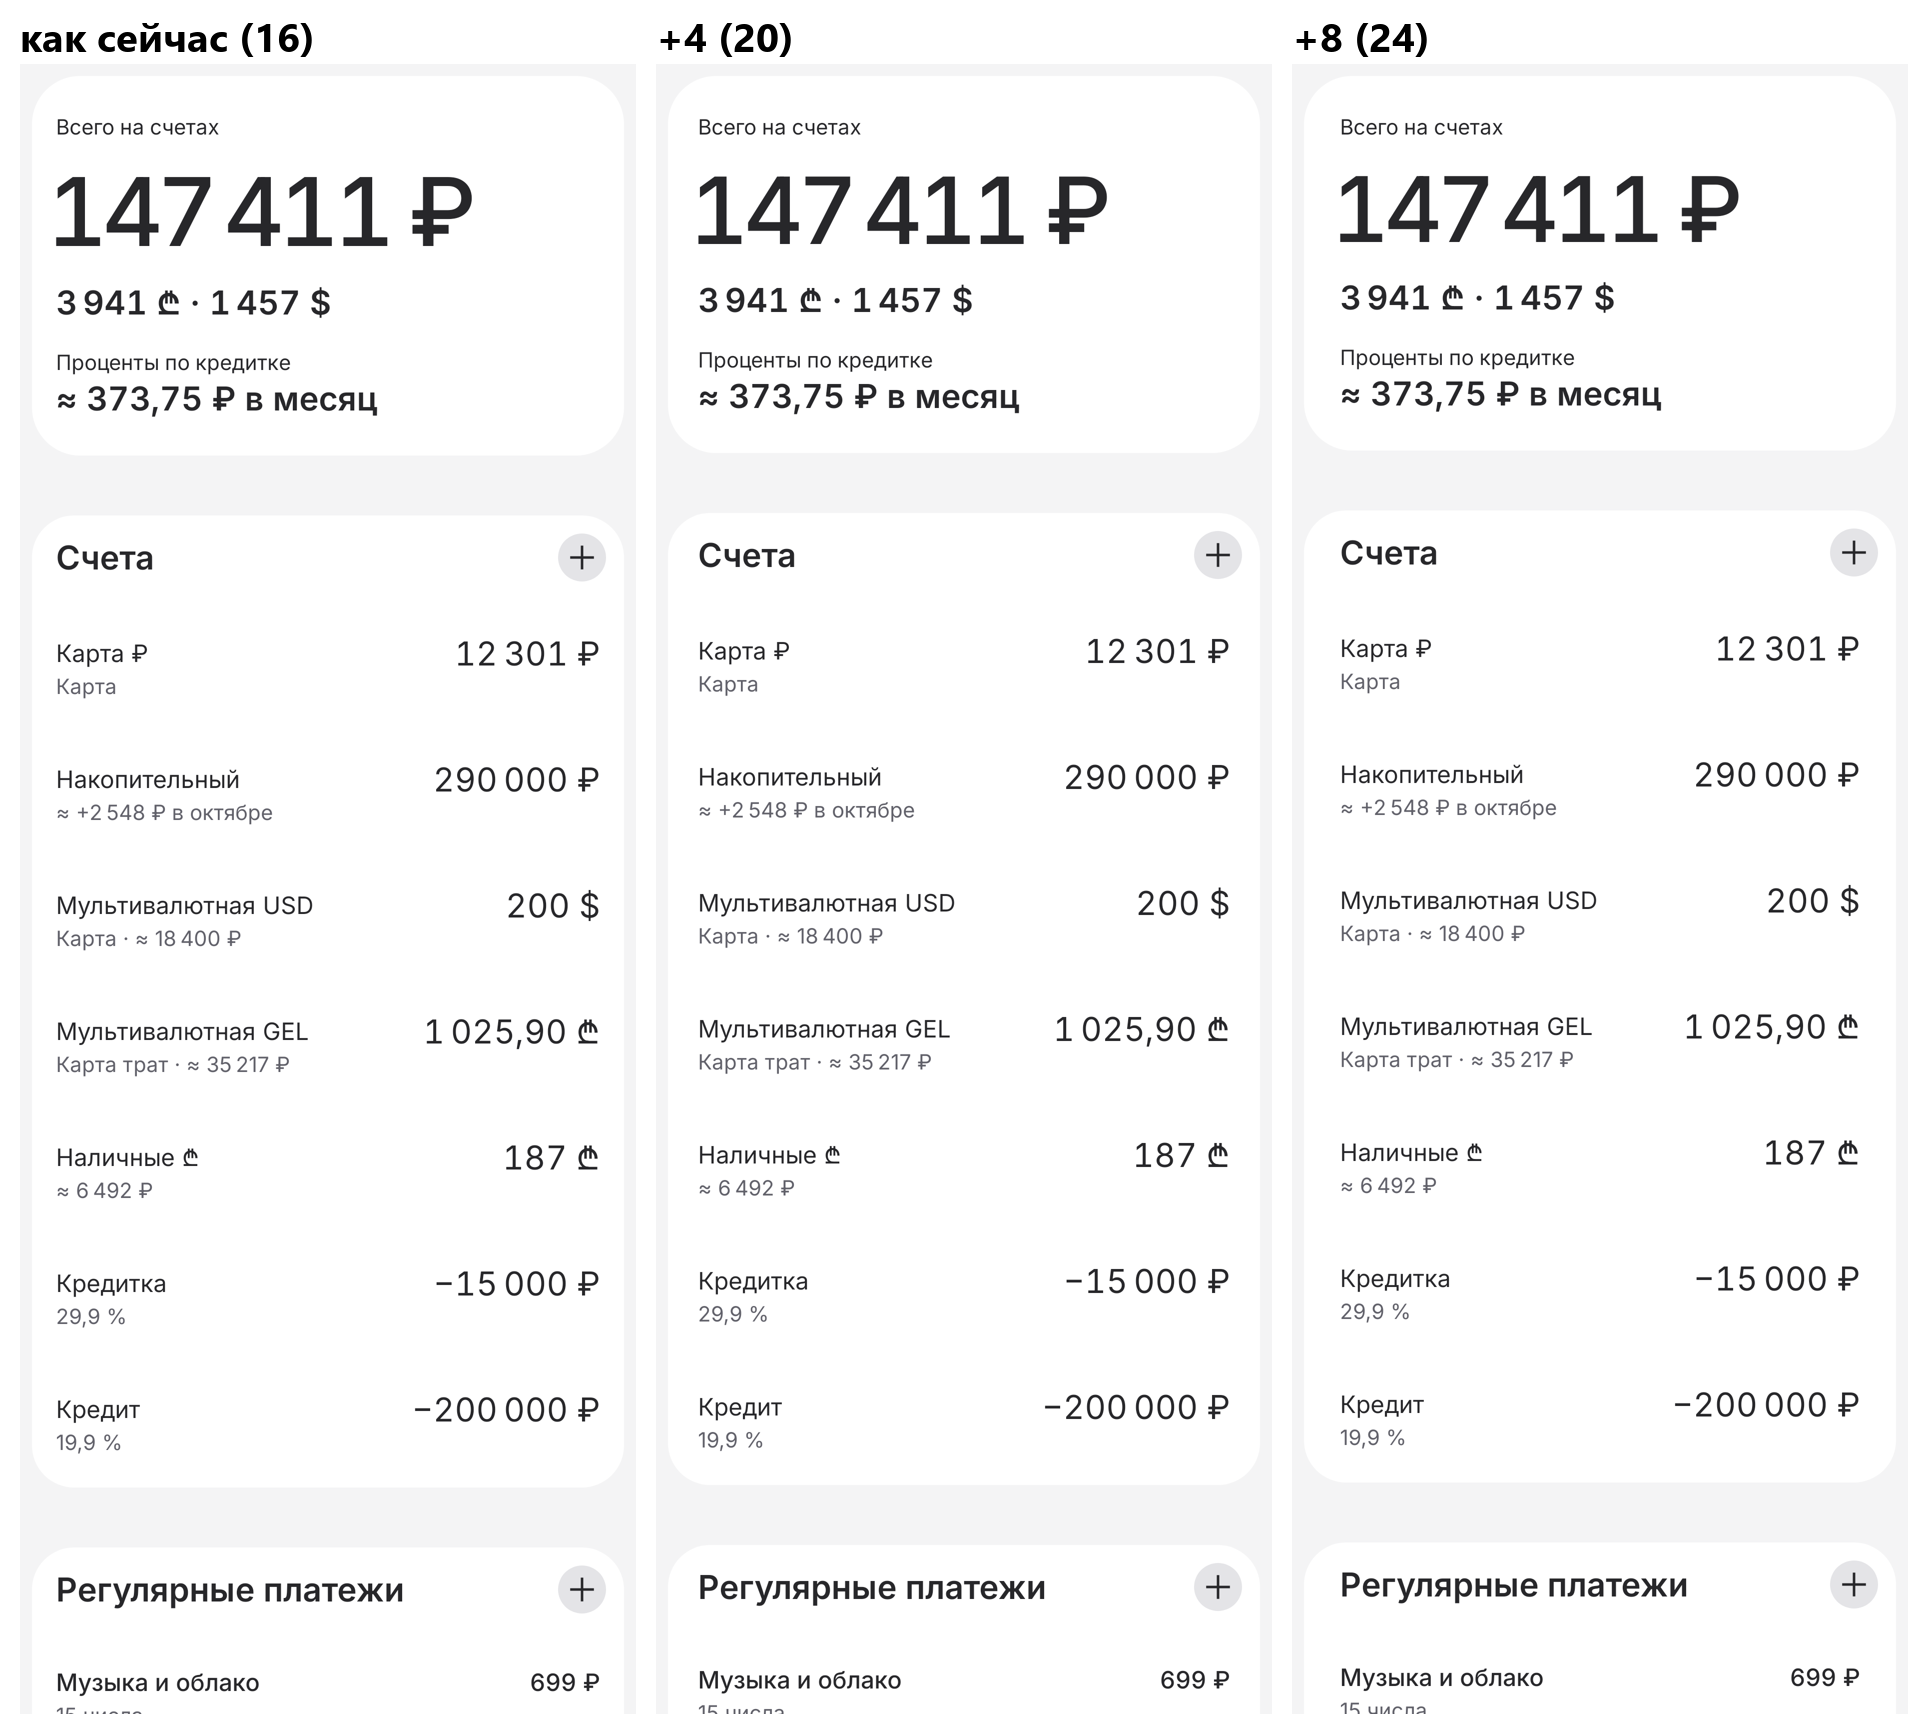 как сейчас (16)
Всего на счетах
147 411 ₽
3 941 ₾ · 1 457 $
Проценты по кредитке
≈ 373,75 ₽ в месяц
Счета
Карта ₽ 12 301 ₽
Карта
Накопительный 290 000 ₽
≈ +2 548 ₽ в октябре
Мультивалютная USD 200 $
Карта · ≈ 18 400 ₽
Мультивалютная GEL 1 025,90 ₾
Карта трат · ≈ 35 217 ₽
Наличные ₾ 187 ₾
≈ 6 492 ₽
Кредитка −15 000 ₽
29,9 %
Кредит −200 000 ₽
19,9 %
Регулярные платежи
Музыка и облако 699 ₽
15 числа
+4 (20)
Всего на счетах
147 411 ₽
3 941 ₾ · 1 457 $
Проценты по кредитке
≈ 373,75 ₽ в месяц
Счета
Карта ₽ 12 301 ₽
Карта
Накопительный 290 000 ₽
≈ +2 548 ₽ в октябре
Мультивалютная USD 200 $
Карта · ≈ 18 400 ₽
Мультивалютная GEL 1 025,90 ₾
Карта трат · ≈ 35 217 ₽
Наличные ₾ 187 ₾
≈ 6 492 ₽
Кредитка −15 000 ₽
29,9 %
Кредит −200 000 ₽
19,9 %
Регулярные платежи
Музыка и облако 699 ₽
15 числа
+8 (24)
Всего на счетах
147 411 ₽
3 941 ₾ · 1 457 $
Проценты по кредитке
≈ 373,75 ₽ в месяц
Счета
Карта ₽ 12 301 ₽
Карта
Накопительный 290 000 ₽
≈ +2 548 ₽ в октябре
Мультивалютная USD 200 $
Карта · ≈ 18 400 ₽
Мультивалютная GEL 1 025,90 ₾
Карта трат · ≈ 35 217 ₽
Наличные ₾ 187 ₾
≈ 6 492 ₽
Кредитка −15 000 ₽
29,9 %
Кредит −200 000 ₽
19,9 %
Регулярные платежи
Музыка и облако 699 ₽
15 числа